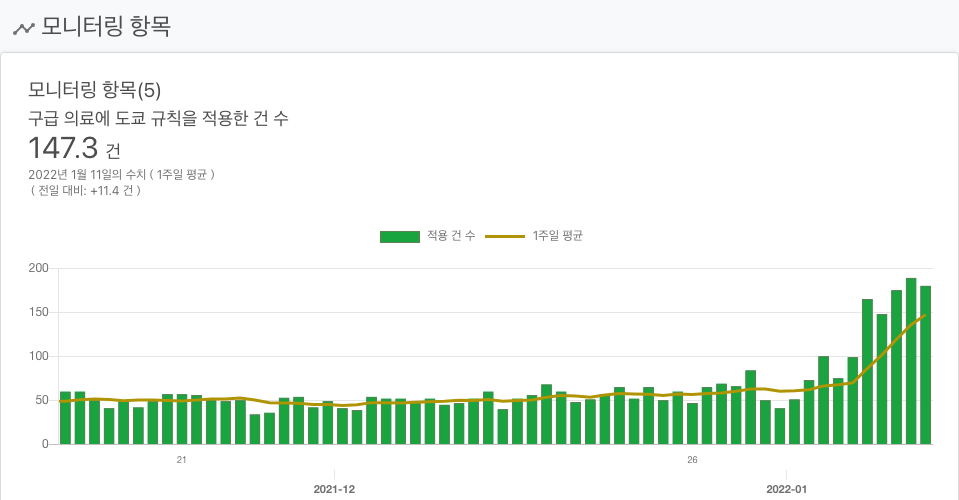 모니터링 항목
모니터링 항목(5)
구급 의료에 도쿄 규칙을 적용한 건 수
147.3 건
2022년 1월 11일의 수치 ( 1주일 평균 )
( 전일 대비: +11.4 건 )
적용 건 수 1주일 평균
200
150
100
50
0
21 26
2021-12 2022-01